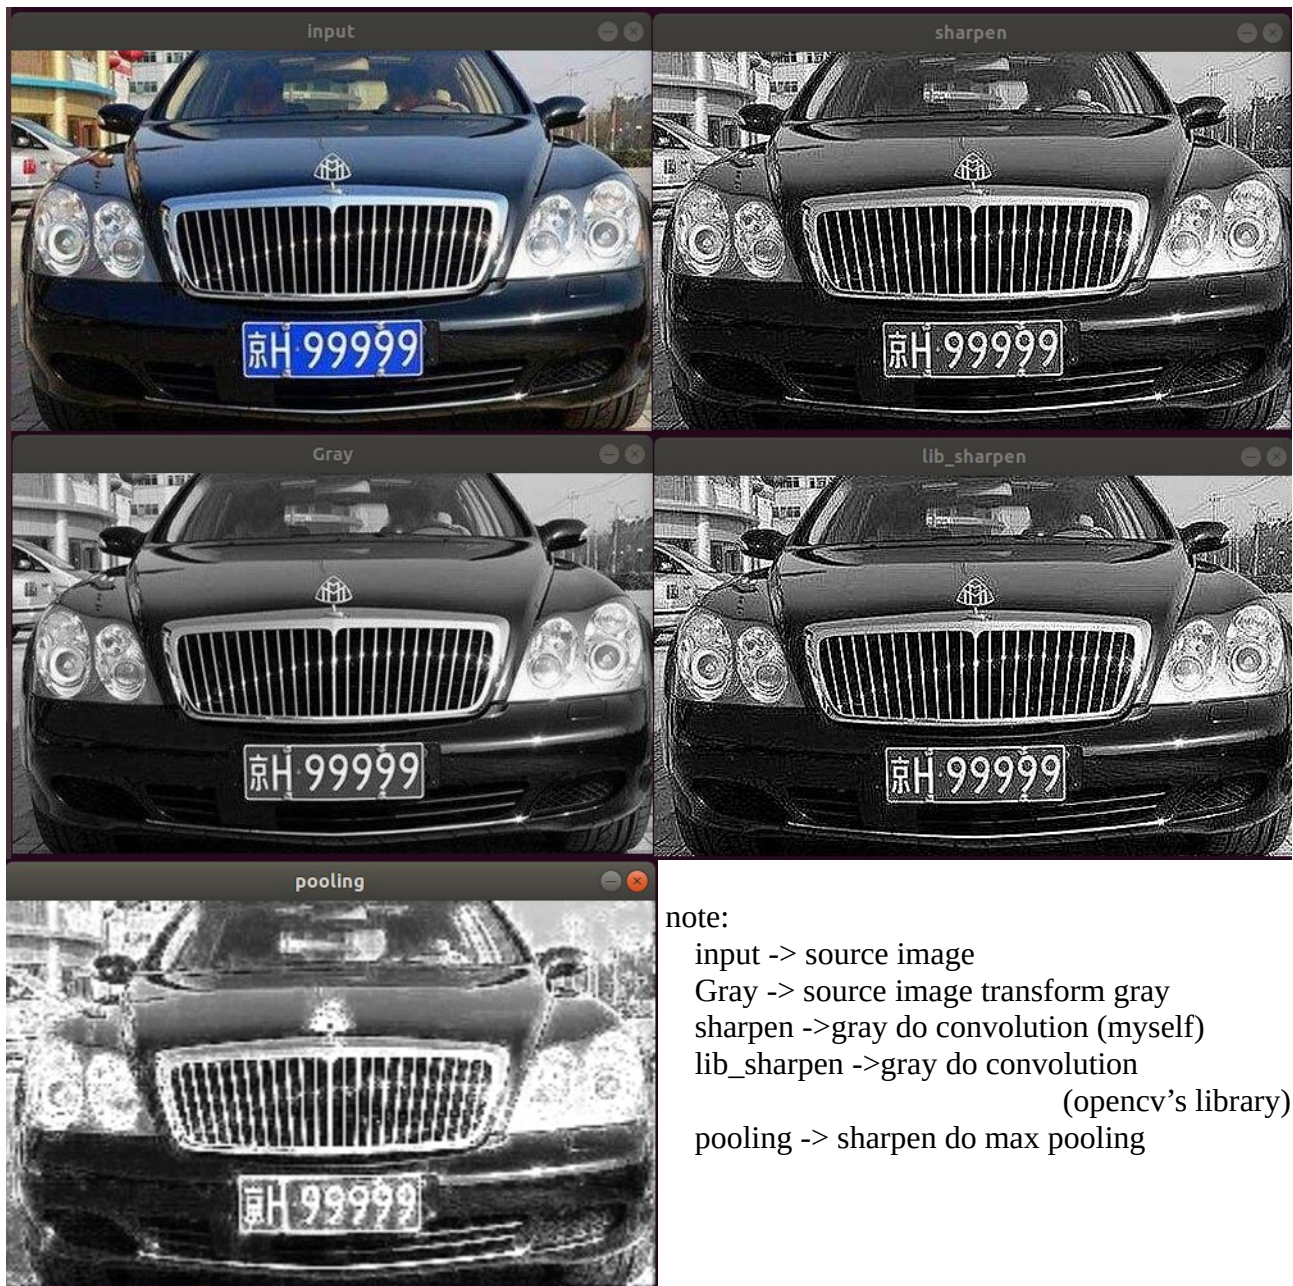 input
sharpen
京H·99999
京H·99999
Gray
lib_sharpen
京H·99999
京H·99999
pooling
京H·99999
note:
input -> source image
Gray -> source image transform gray
sharpen ->gray do convolution (myself)
lib_sharpen ->gray do convolution
(opencv’s library)
pooling -> sharpen do max pooling